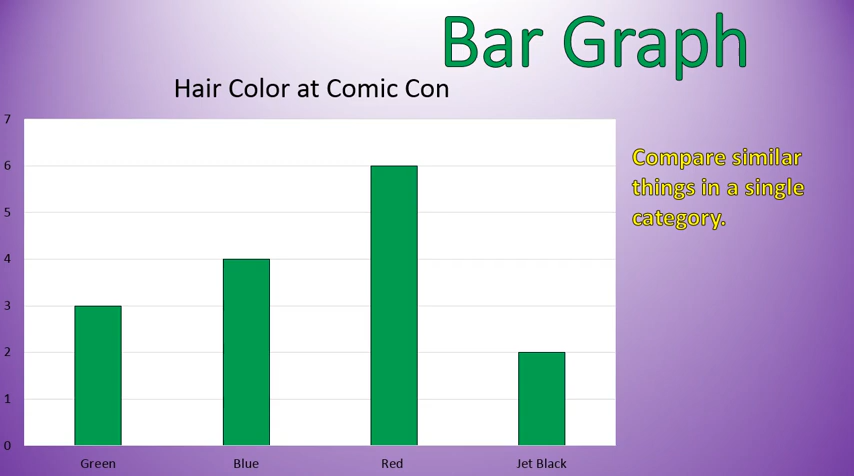 Bar Graph
Hair Color at Comic Con
7
6
5
4
3
2
1
0
Green Blue Red Jet Black
Compare similar
things in a single
category.